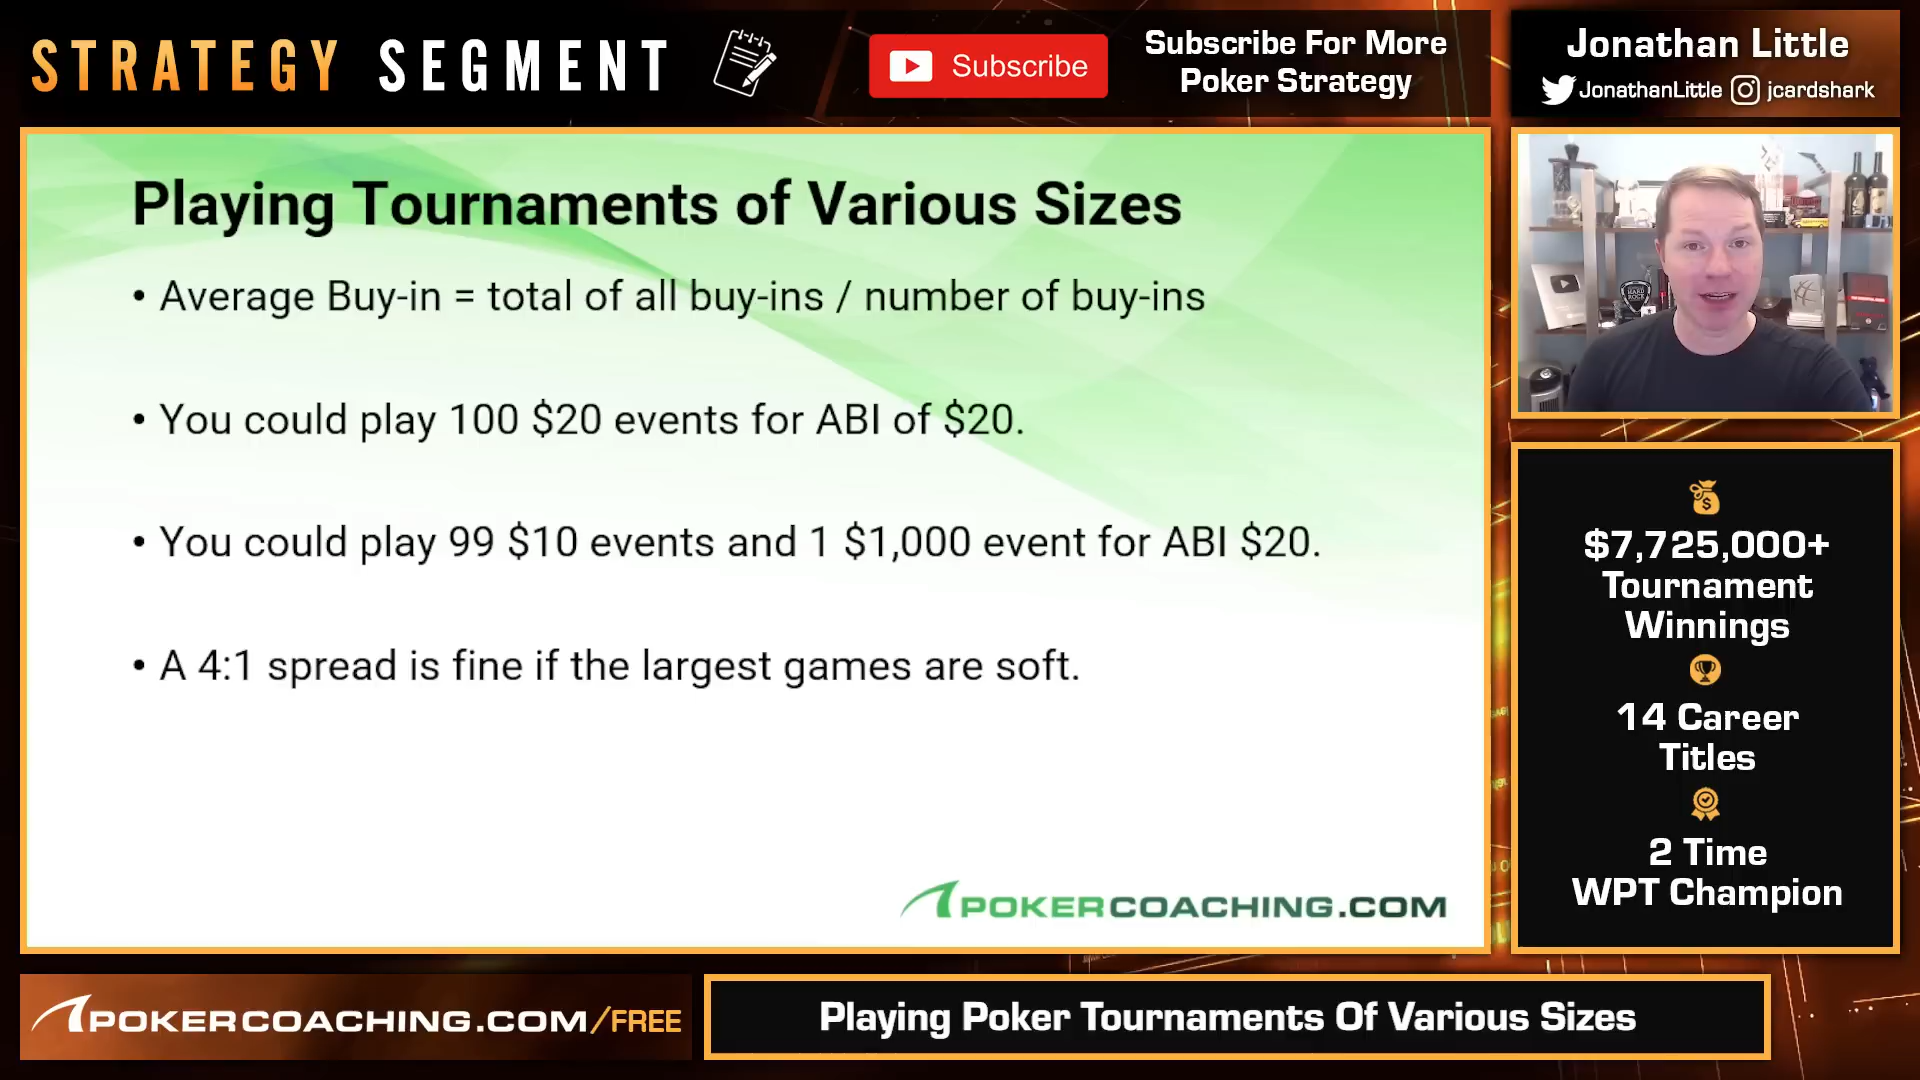 STRATEGY SEGMENT
Subscribe
Subscribe For More
Poker Strategy
Jonathan Little
JonathanLittle jcardshark
Playing Tournaments of Various Sizes
• Average Buy-in = total of all buy-ins / number of buy-ins
• You could play 100 $20 events for ABI of $20.
• You could play 99 $10 events and 1 $1,000 event for ABI $20.
• A 4:1 spread is fine if the largest games are soft.
POKERCOACHING.COM
$7,725,000+
Tournament
Winnings
14 Career
Titles
2 Time
WPT Champion
POKERCOACHING.COM/FREE
Playing Poker Tournaments Of Various Sizes